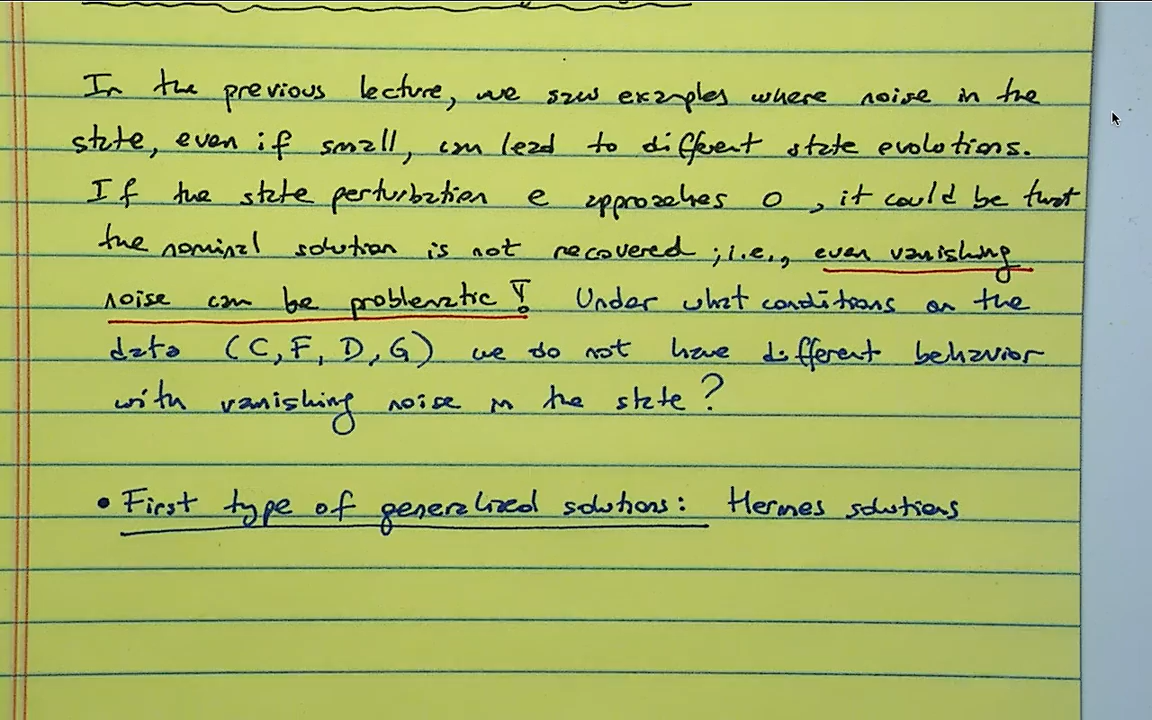 In the previous lecture, we saw examples where noise in the
state, even if small, can lead to different state evolutions.
If the state perturbation e approaches 0, it could be that
the nominal solution is not recovered; i.e., even vanishing
noise can be problematic! Under what conditions on the
data (C, F, D, G) we do not have different behavior
with vanishing noise in the state?
• First type of generalized solutions: Hermes solutions